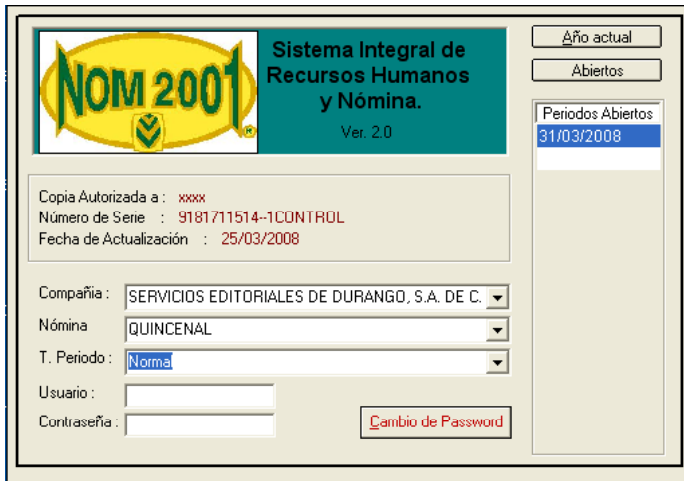 NOM 2001
®
Sistema Integral de
Recursos Humanos
y Nómina.
Ver. 2.0
Año actual
Abiertos
Periodos Abiertos
31/03/2008
Copia Autorizada a : xxxx
Número de Serie : 9181711514--1CONTROL
Fecha de Actualización : 25/03/2008
Compañia : SERVICIOS EDITORIALES DE DURANGO, S.A. DE C.
Nómina QUINCENAL
T. Periodo : Normal
Usuario :
Contraseña :
Cambio de Password